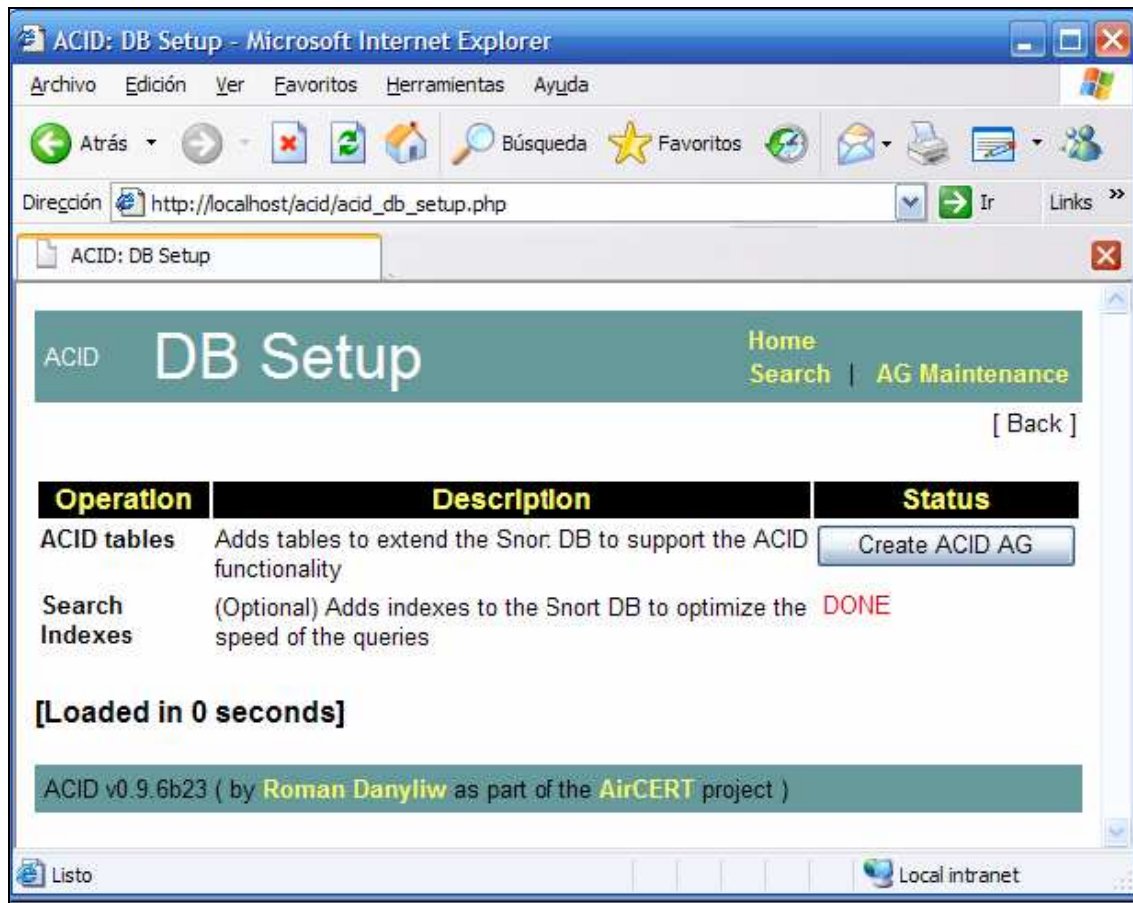 ACID: DB Setup - Microsoft Internet Explorer
Archivo Edición Ver Favoritos Herramientas Ayuda
Atrás Búsqueda Favoritos
Dirección http://localhost/acid/acid_db_setup.php Ir Links »
ACID: DB Setup
ACID DB Setup
Home
Search | AG Maintenance
[ Back ]
Operation Description Status
ACID tables Adds tables to extend the Snort DB to support the ACID Create ACID AG
functionality
Search (Optional) Adds indexes to the Snort DB to optimize the DONE
Indexes speed of the queries
[Loaded in 0 seconds]
ACID v0.9.6b23 ( by Roman Danyliw as part of the AirCERT project )
Listo Local intranet